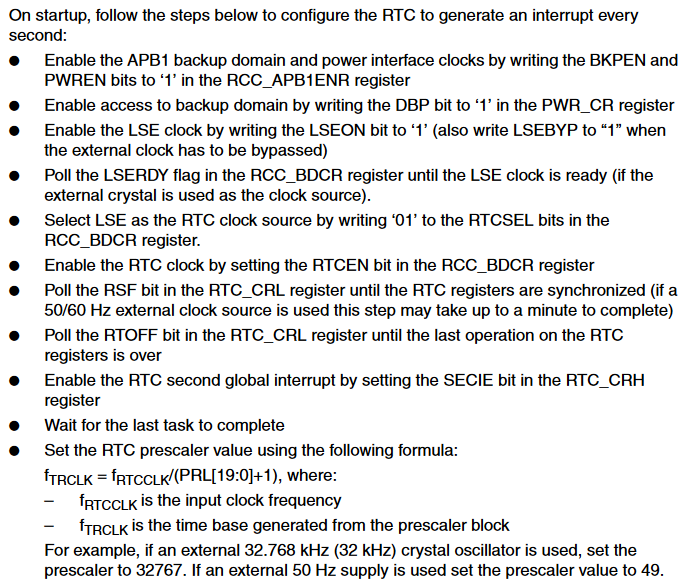 On startup, follow the steps below to configure the RTC to generate an interrupt every
second:
● Enable the APB1 backup domain and power interface clocks by writing the BKPEN and
PWREN bits to ‘1’ in the RCC_APB1ENR register
● Enable access to backup domain by writing the DBP bit to ‘1’ in the PWR_CR register
● Enable the LSE clock by writing the LSEON bit to ‘1’ (also write LSEBYP to “1” when
the external clock has to be bypassed)
● Poll the LSERDY flag in the RCC_BDCR register until the LSE clock is ready (if the
external crystal is used as the clock source).
● Select LSE as the RTC clock source by writing ‘01’ to the RTCSEL bits in the
RCC_BDCR register.
● Enable the RTC clock by setting the RTCEN bit in the RCC_BDCR register
● Poll the RSF bit in the RTC_CRL register until the RTC registers are synchronized (if a
50/60 Hz external clock source is used this step may take up to a minute to complete)
● Poll the RTOFF bit in the RTC_CRL register until the last operation on the RTC
registers is over
● Enable the RTC second global interrupt by setting the SECIE bit in the RTC_CRH
register
● Wait for the last task to complete
● Set the RTC prescaler value using the following formula:
fTRCLK = fRTCCLK/(PRL[19:0]+1), where:
– fRTCCLK is the input clock frequency
– fTRCLK is the time base generated from the prescaler block
For example, if an external 32.768 kHz (32 kHz) crystal oscillator is used, set the
prescaler to 32767. If an external 50 Hz supply is used set the prescaler value to 49.